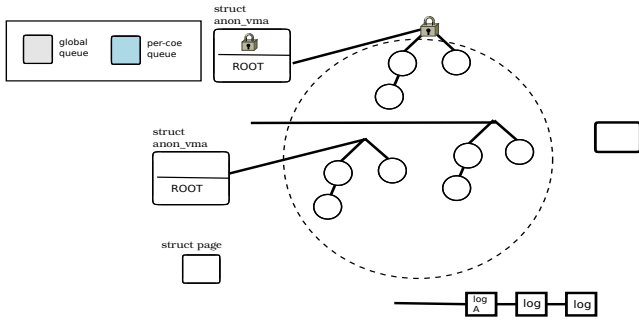 struct
anon_vma
global
queue
per-coe
queue
ROOT
struct
anon_vma
ROOT
struct page
log
A
log
log